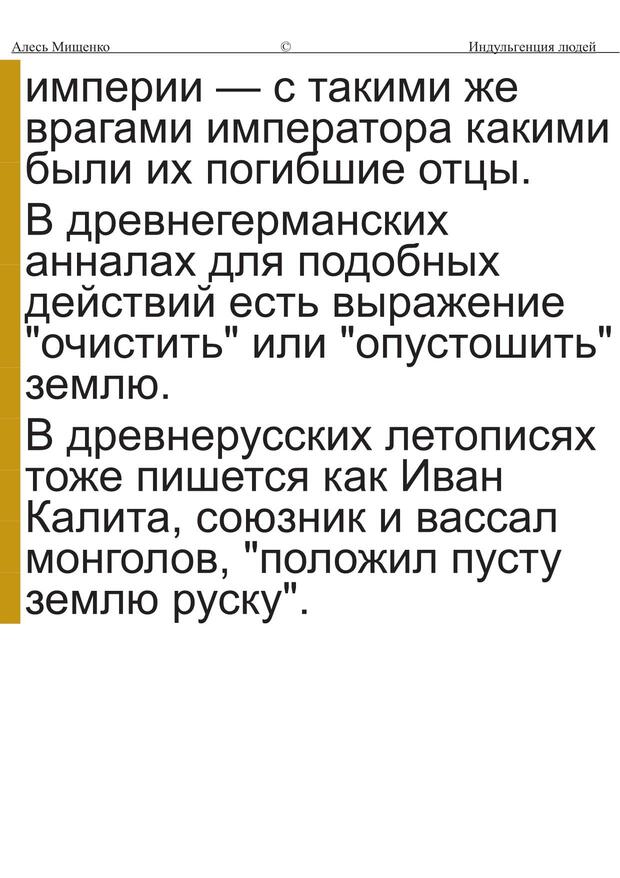 Алесь Мищенко © Индульгенция людей
империи — с такими же
врагами императора какими
были их погибшие отцы.
В древнегерманских
анналах для подобных
действий есть выражение
"очистить" или "опустошить"
землю.
В древнерусских летописях
тоже пишется как Иван
Калита, союзник и вассал
монголов, "положил пусту
землю руску".